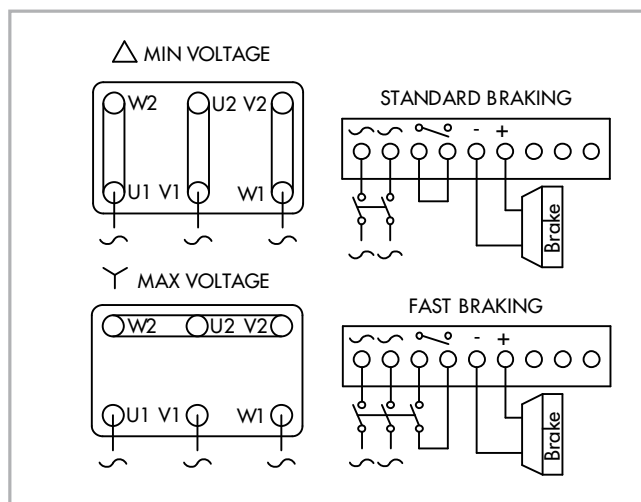 △ MIN VOLTAGE
W2 U2 V2
U1 V1 W1
MAX VOLTAGE
W2 U2 V2
U1 V1 W1
STANDARD BRAKING
- +
Brake
FAST BRAKING
- +
Brake